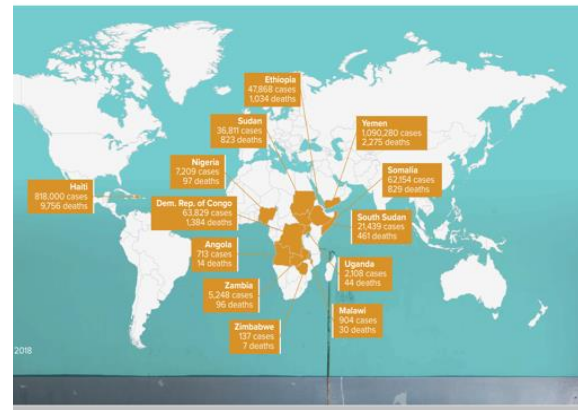 Ethiopia
47,868 cases
1,034 deaths
Sudan
36,811 cases
823 deaths
Yemen
1,090,280 cases
2,275 deaths
Nigeria
7,209 cases
97 deaths
Somalia
62,154 cases
829 deaths
Haiti
818,000 cases
9,756 deaths
Dem. Rep. of Congo
63,829 cases
1,384 deaths
South Sudan
21,439 cases
461 deaths
Angola
713 cases
14 deaths
Uganda
2,108 cases
44 deaths
Zambia
5,248 cases
96 deaths
Malawi
904 cases
30 deaths
Zimbabwe
137 cases
7 deaths
2018